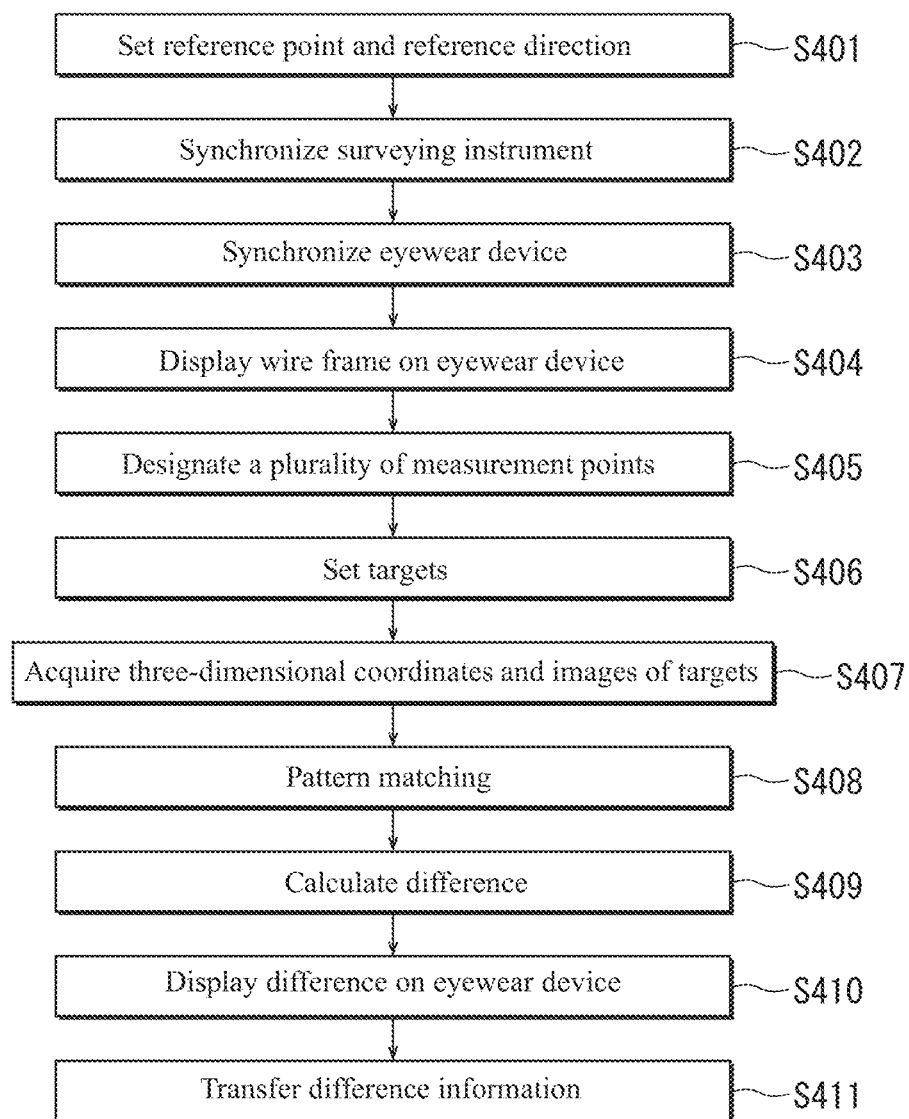 Set reference point and reference direction S401
Synchronize surveying instrument S402
Synchronize eyewear device S403
Display wire frame on eyewear device S404
Designate a plurality of measurement points S405
Set targets S406
Acquire three-dimensional coordinates and images of targets S407
Pattern matching S408
Calculate difference S409
Display difference on eyewear device S410
Transfer difference information S411